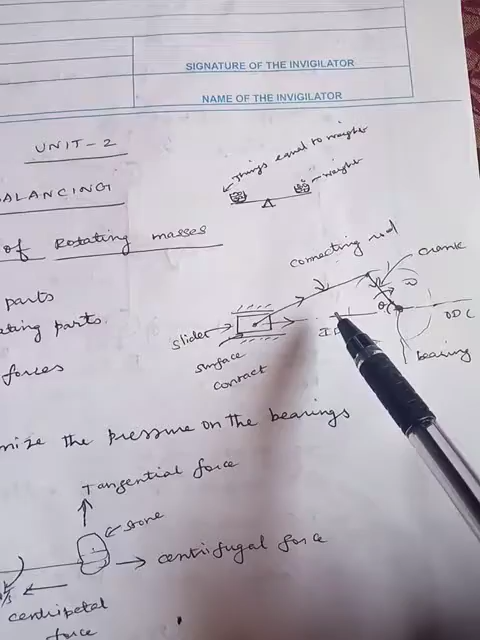 SIGNATURE OF THE INVIGILATOR
NAME OF THE INVIGILATOR
UNIT-2
ALANCING
things equal to weight
weight
of Rotating masses
connecting rod
crank
parts
ating parts.
θ
ω
slider
ODC
surface
contact
bearing
forces
mize the pressure on the bearings
Tangential force
stone
centrifugal force
centripetal
force